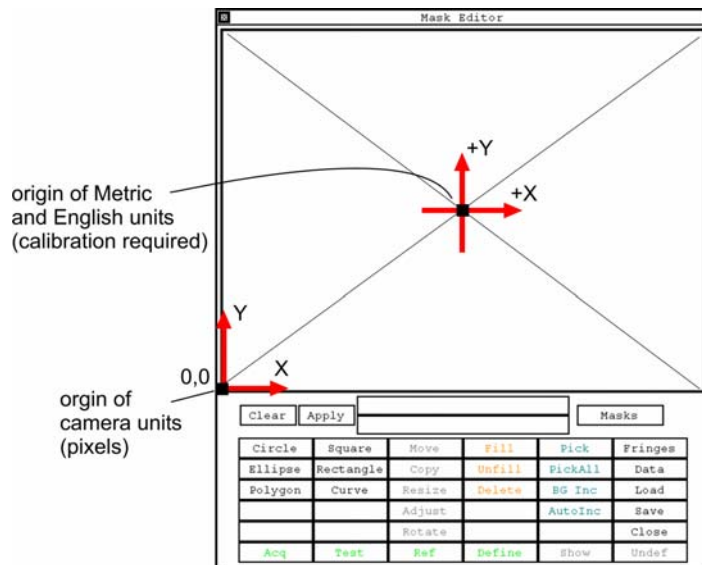 Mask Editor
+Y
+X
origin of Metric
and English units
(calibration required)
Y
0,0
X
orgin of
camera units
(pixels)
Clear Apply Masks
Circle Square Move Fill Pick Fringes
Ellipse Rectangle Copy Unfill PickAll Data
Polygon Curve Resize Delete BG Inc Load
Adjust AutoInc Save
Rotate Close
Acq Test Ref Define Show Undef